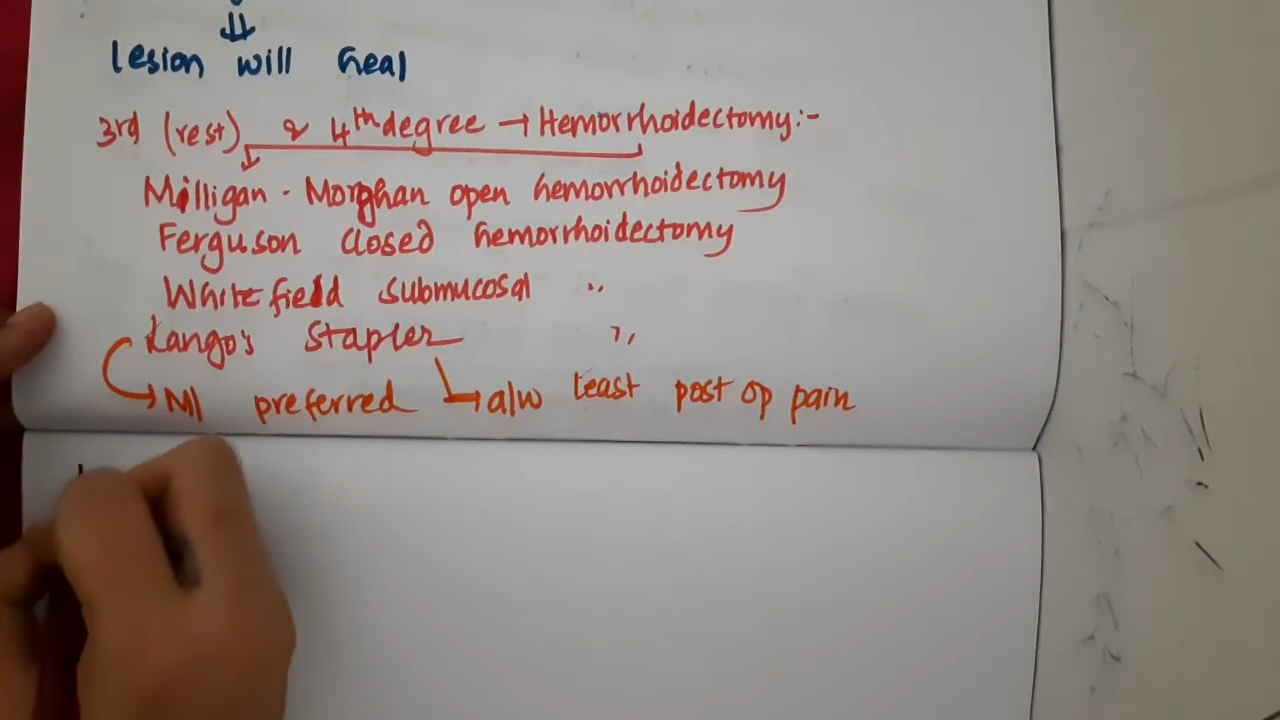 lesion will heal
3rd (rest) & 4th degree → Hemorrhoidectomy:-
Milligan - Morghan open hemorrhoidectomy
Ferguson closed hemorrhoidectomy
Whitefield submucosal "
Longo's Stapler "
→ M/ preferred → a/w least post op pain